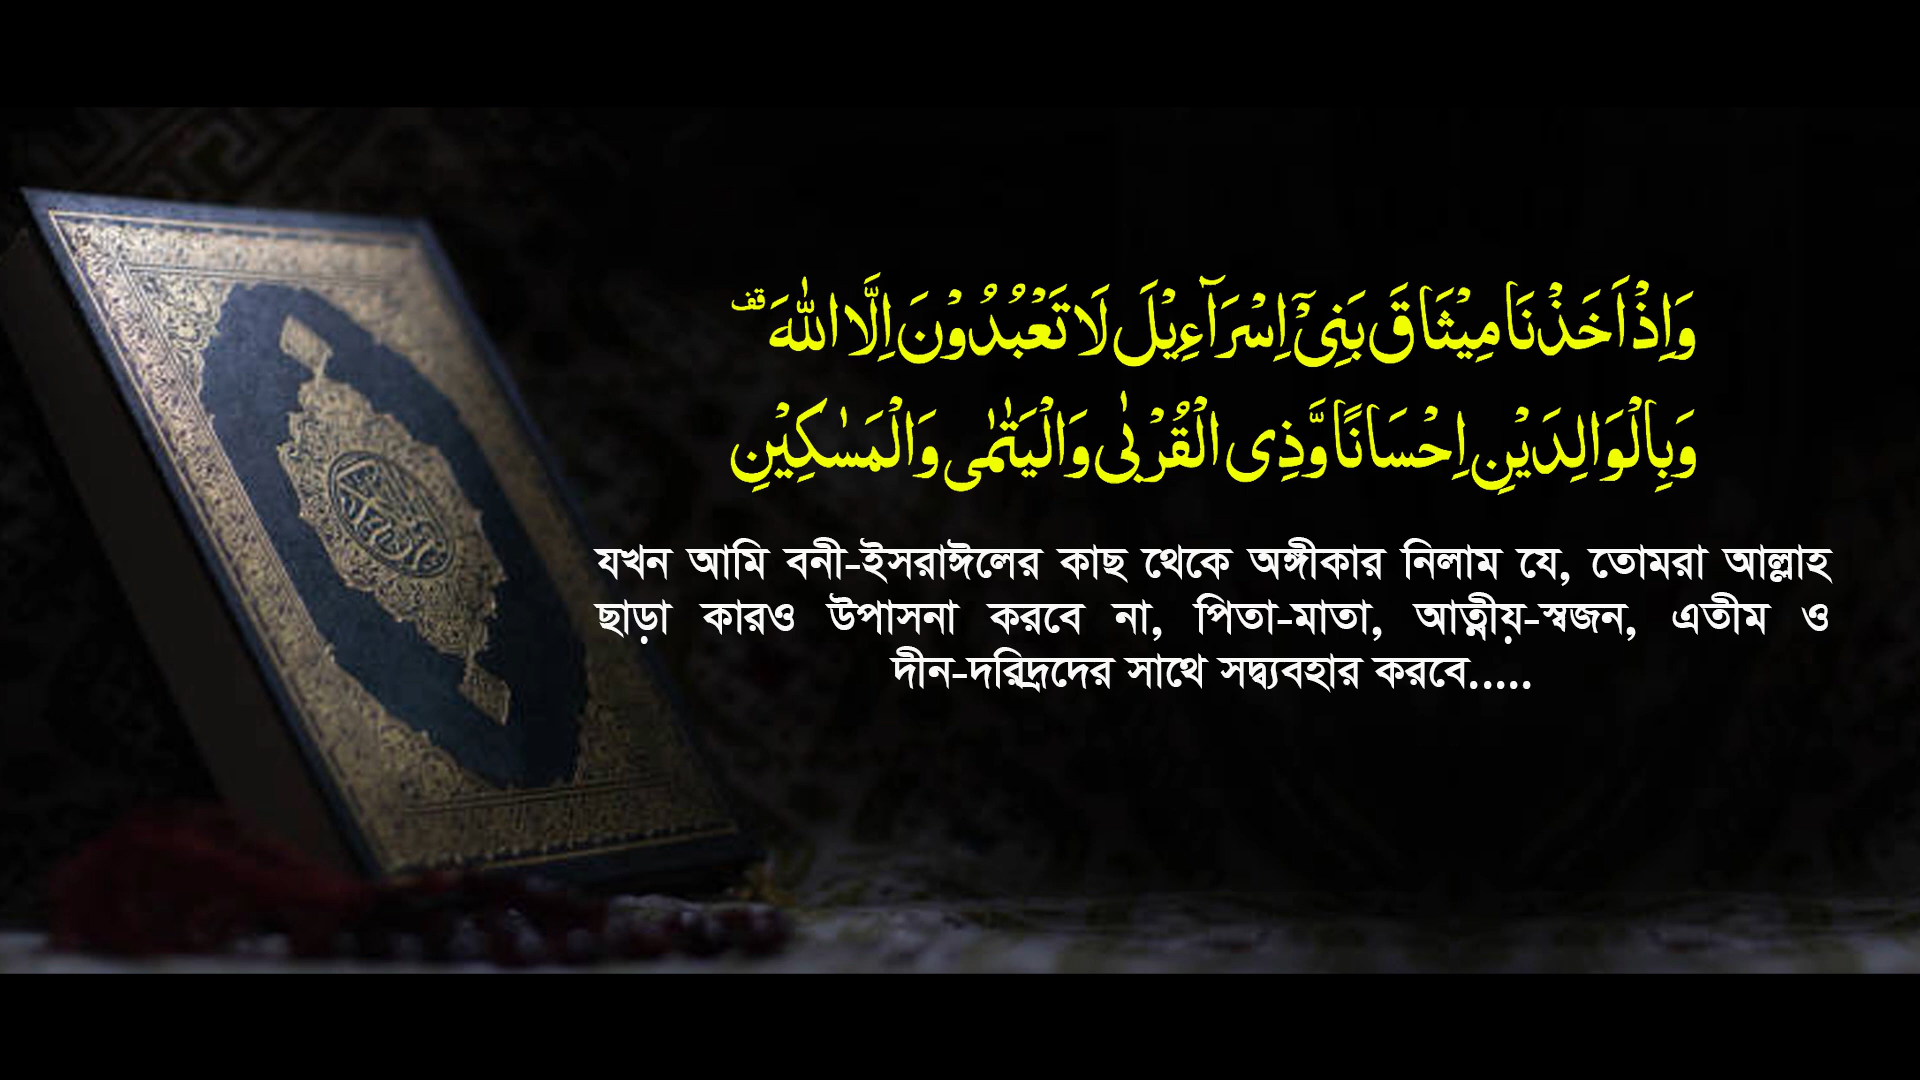 وَاِذْ اَخَذْنَا مِيْثَاقَ بَنِىْٓ اِسْرَآءِيْلَ لَا تَعْبُدُوْنَ اِلَّا اللّٰهَ ۗقف
وَبِالْوَالِدَيْنِ اِحْسَانًا وَّذِى الْقُرْبٰى وَالْيَتٰمٰى وَالْمَسٰكِيْنِ
যখন আমি বনী-ইসরাঈলের কাছ থেকে অঙ্গীকার নিলাম যে, তোমরা আল্লাহ
ছাড়া কারও উপাসনা করবে না, পিতা-মাতা, আত্নীয়-স্বজন, এতীম ও
দীন-দরিদ্রদের সাথে সদ্ব্যবহার করবে.....